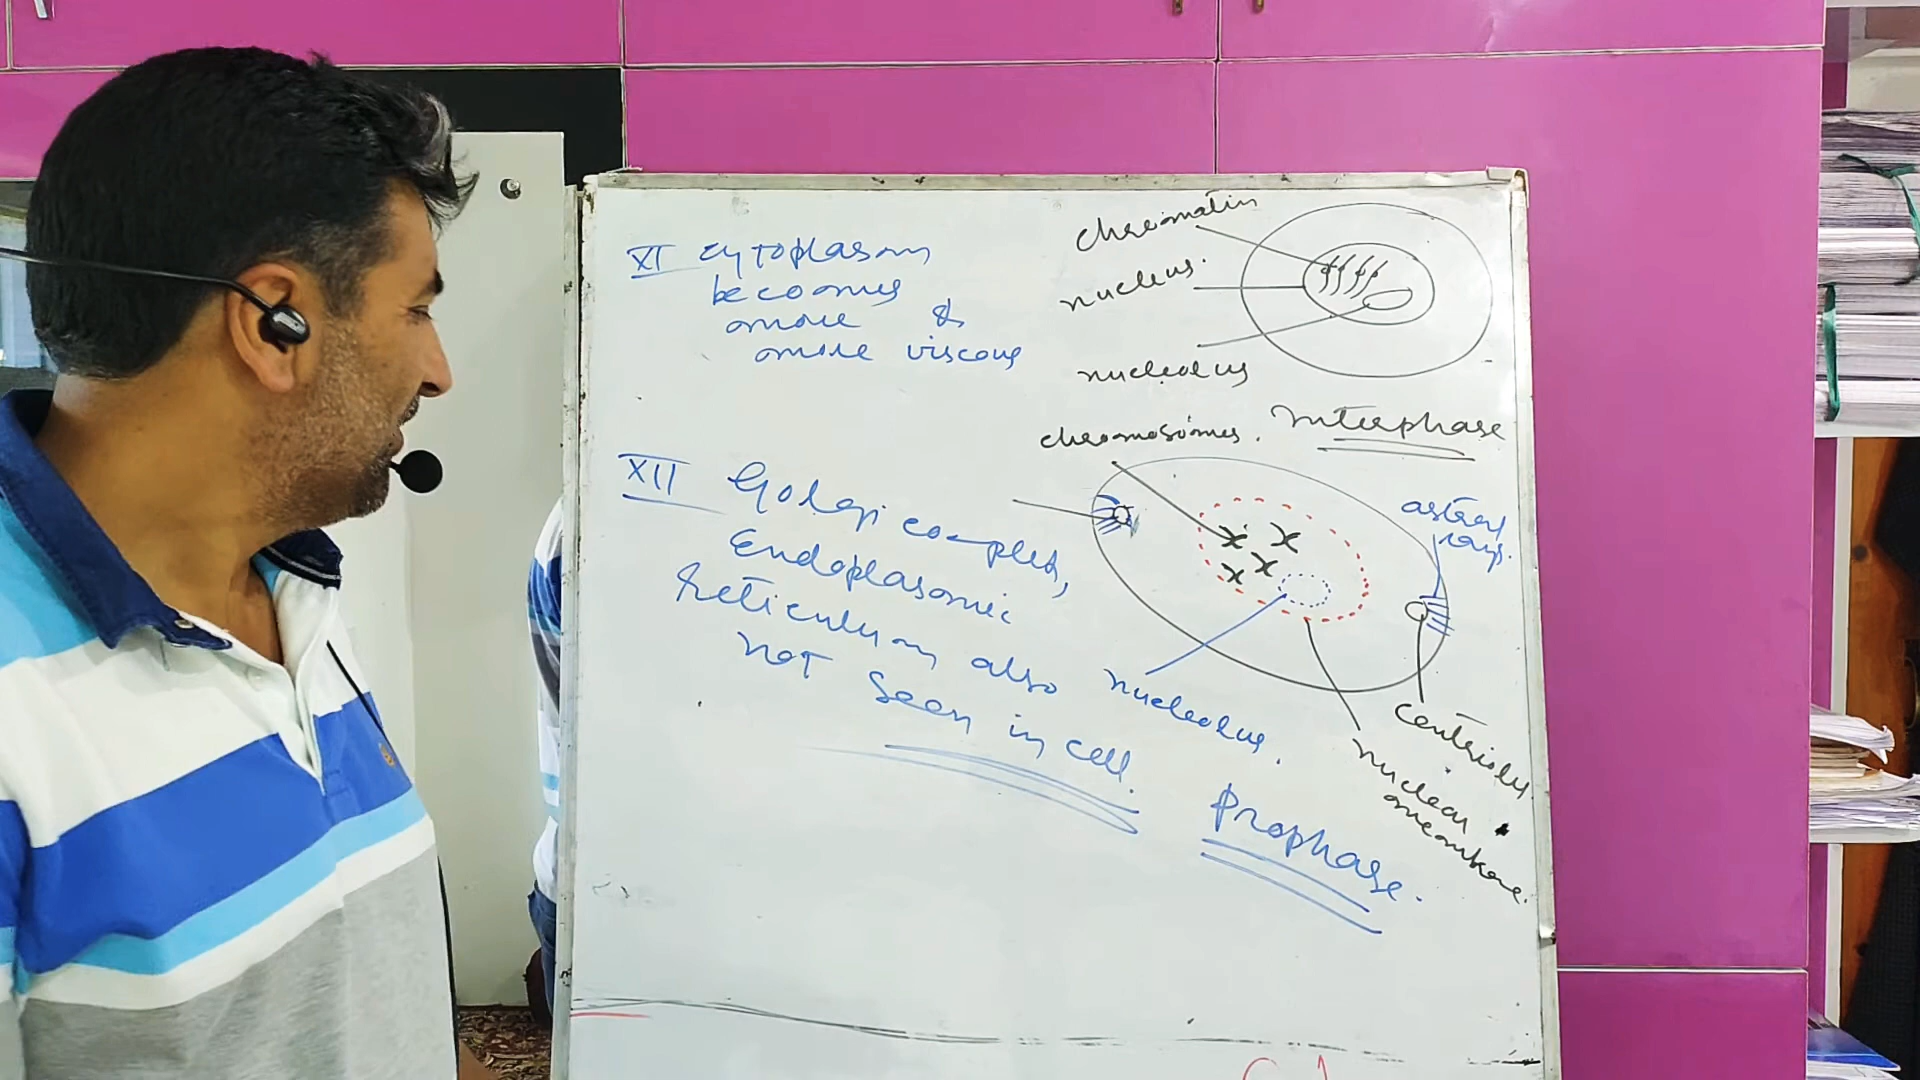 XI cytoplasm
becomes
more &
more viscous
XII Golgi complex,
Endoplasmic
reticulum also
not seen in cell.
chromatin
nucleus.
nucleolus
Interphase
chromosomes.
astral
rays.
nucleolus.
centrioles.
nuclear
membrane.
Prophase.